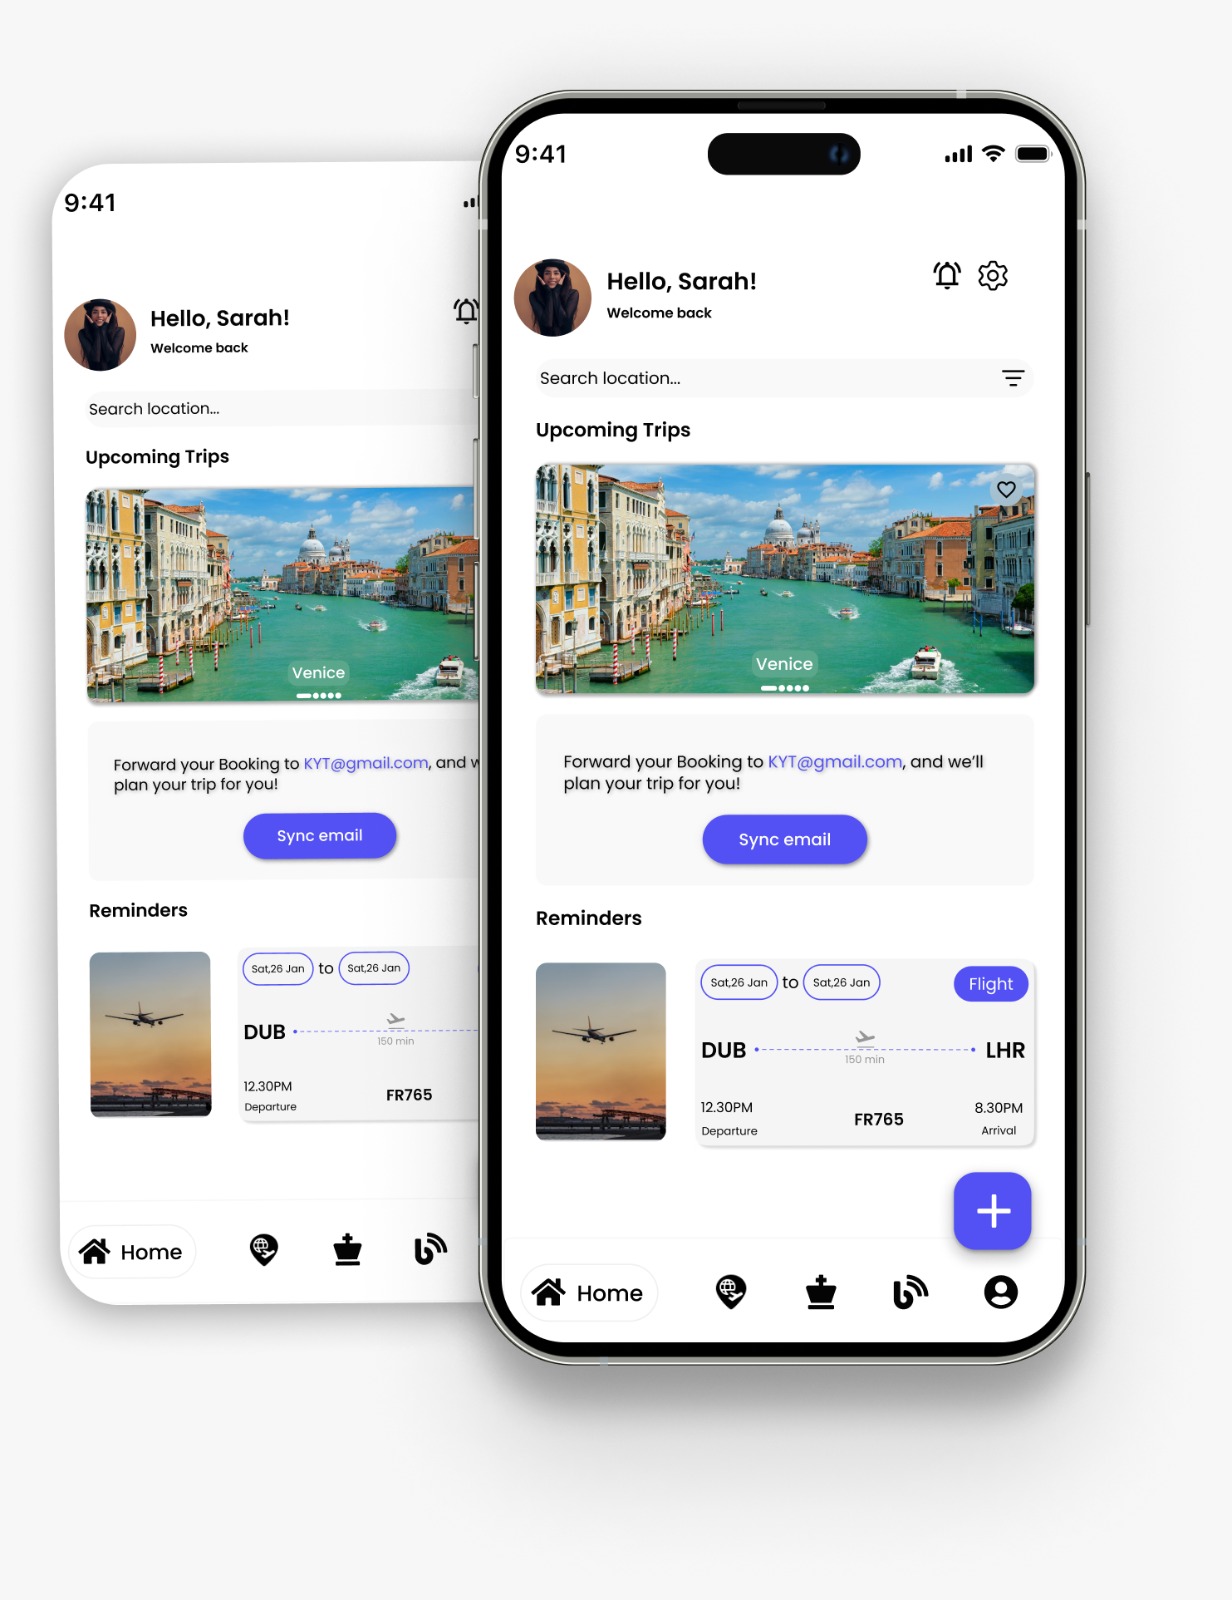 9:41
Hello, Sarah!
Welcome back
Search location...
Upcoming Trips
Venice
Forward your Booking to KYT@gmail.com, and w
plan your trip for you!
Sync email
Reminders
Sat,26 Jan to Sat,26 Jan
DUB
150 min
12.30PM
Departure
FR765
Home
9:41
Hello, Sarah!
Welcome back
Search location...
Upcoming Trips
Venice
Forward your Booking to KYT@gmail.com, and we'll
plan your trip for you!
Sync email
Reminders
Sat,26 Jan to Sat,26 Jan Flight
DUB LHR
150 min
12.30PM 8.30PM
FR765
Departure Arrival
Home